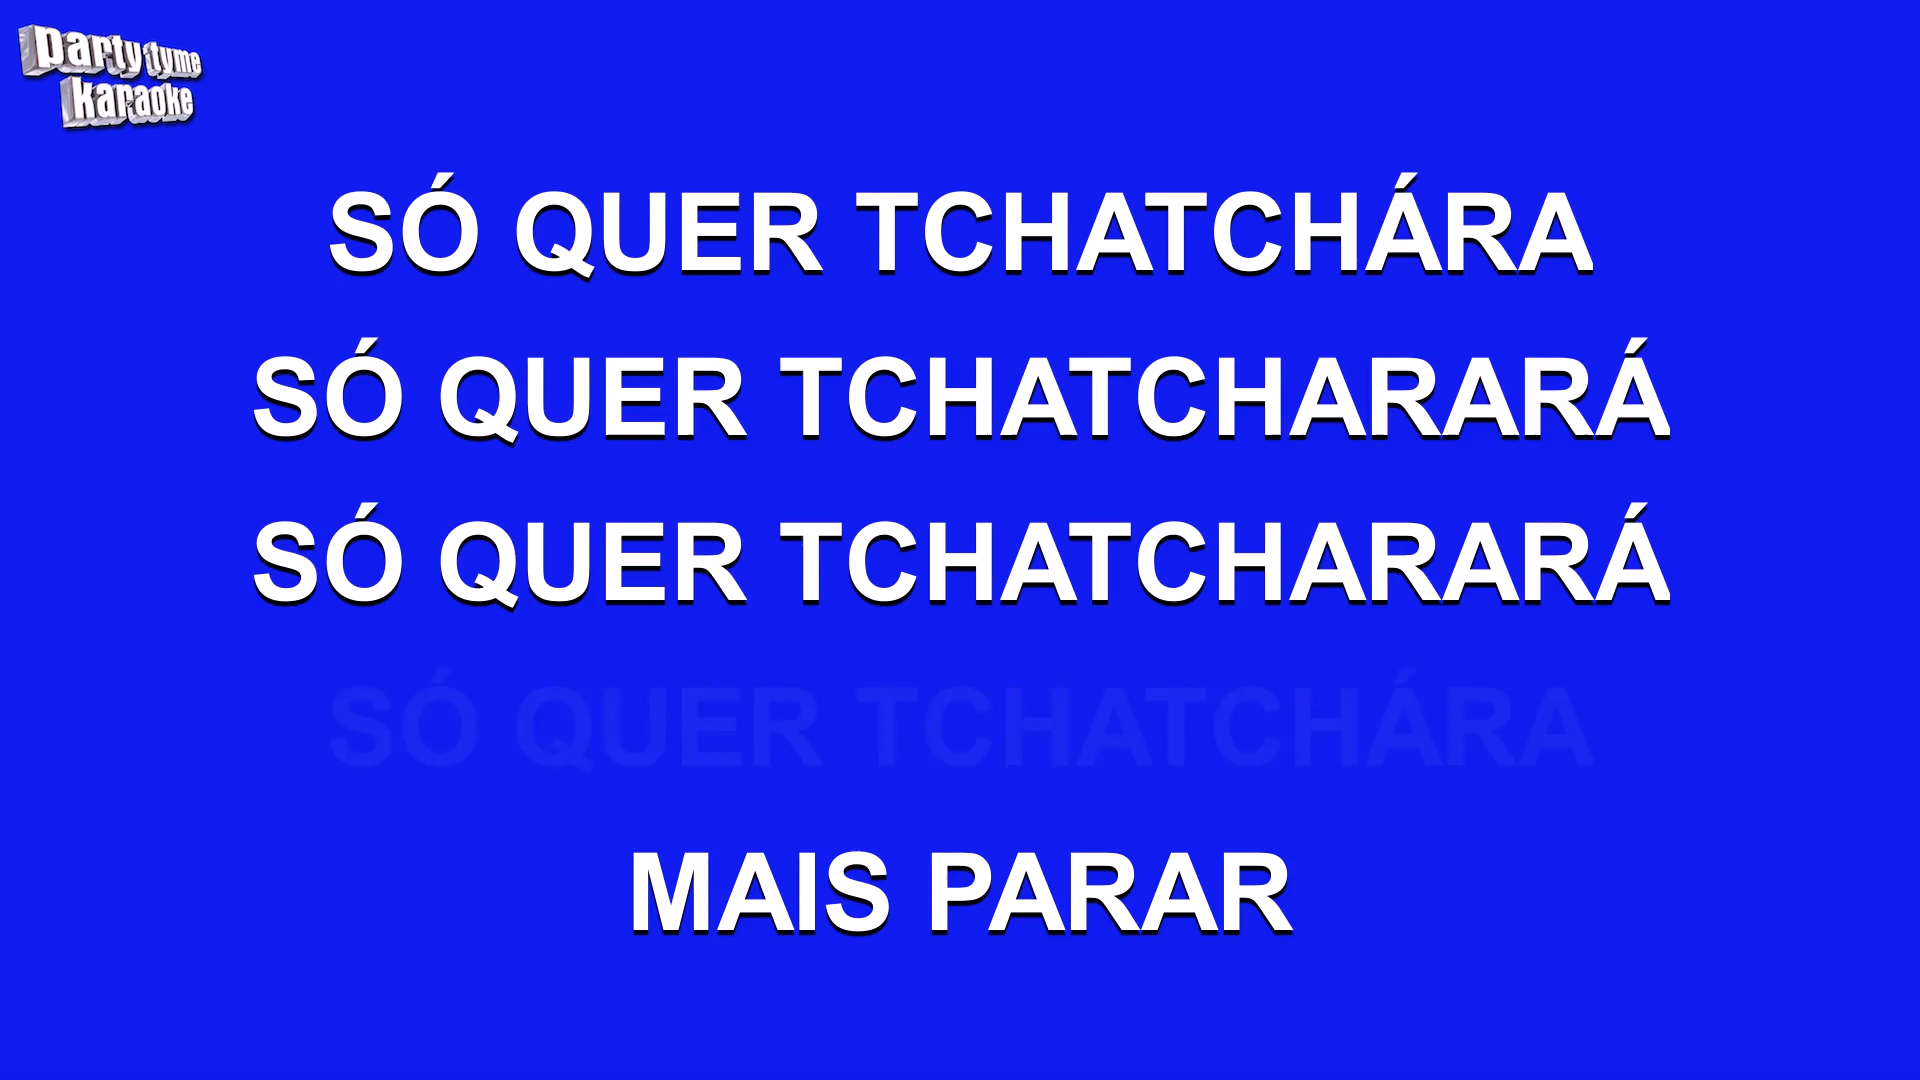 party tyme
karaoke
SÓ QUER TCHATCHÁRA
SÓ QUER TCHATCHARARÁ
SÓ QUER TCHATCHARARÁ
SÓ QUER TCHATCHÁRA
MAIS PARAR